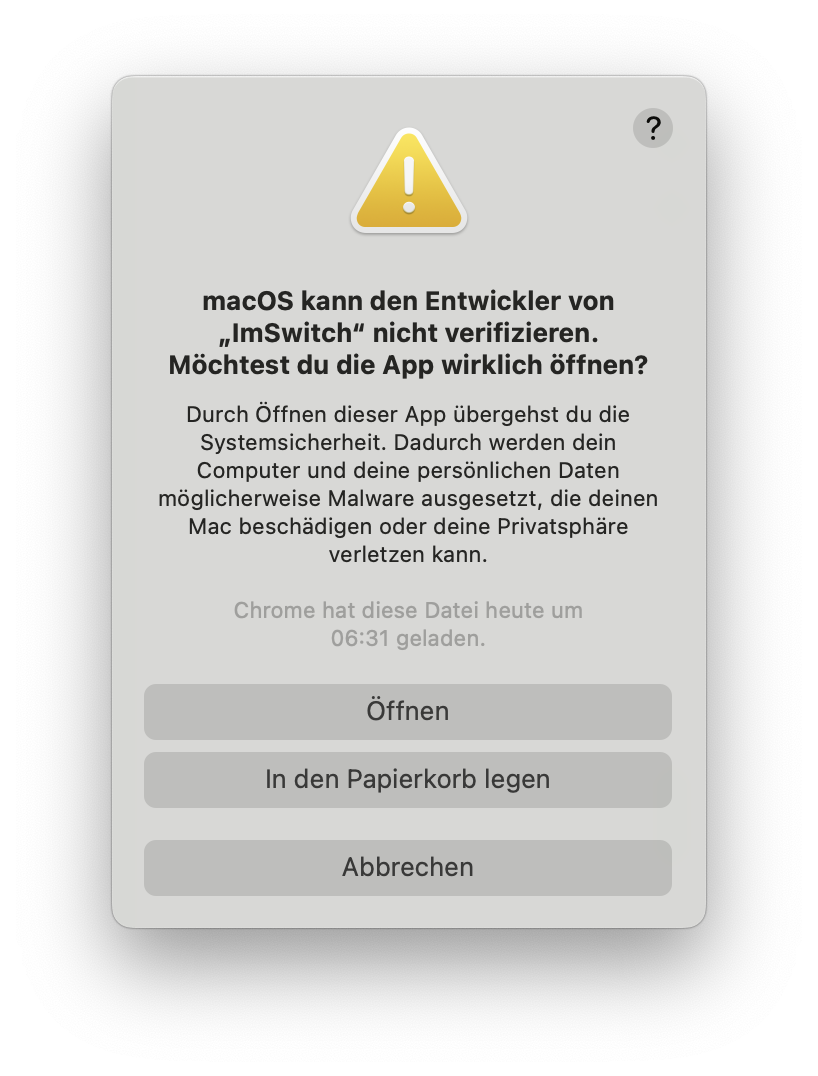 ?
macOS kann den Entwickler von
„ImSwitch“ nicht verifizieren.
Möchtest du die App wirklich öffnen?
Durch Öffnen dieser App übergehst du die
Systemsicherheit. Dadurch werden dein
Computer und deine persönlichen Daten
möglicherweise Malware ausgesetzt, die deinen
Mac beschädigen oder deine Privatsphäre
verletzen kann.
Chrome hat diese Datei heute um
06:31 geladen.
Öffnen
In den Papierkorb legen
Abbrechen